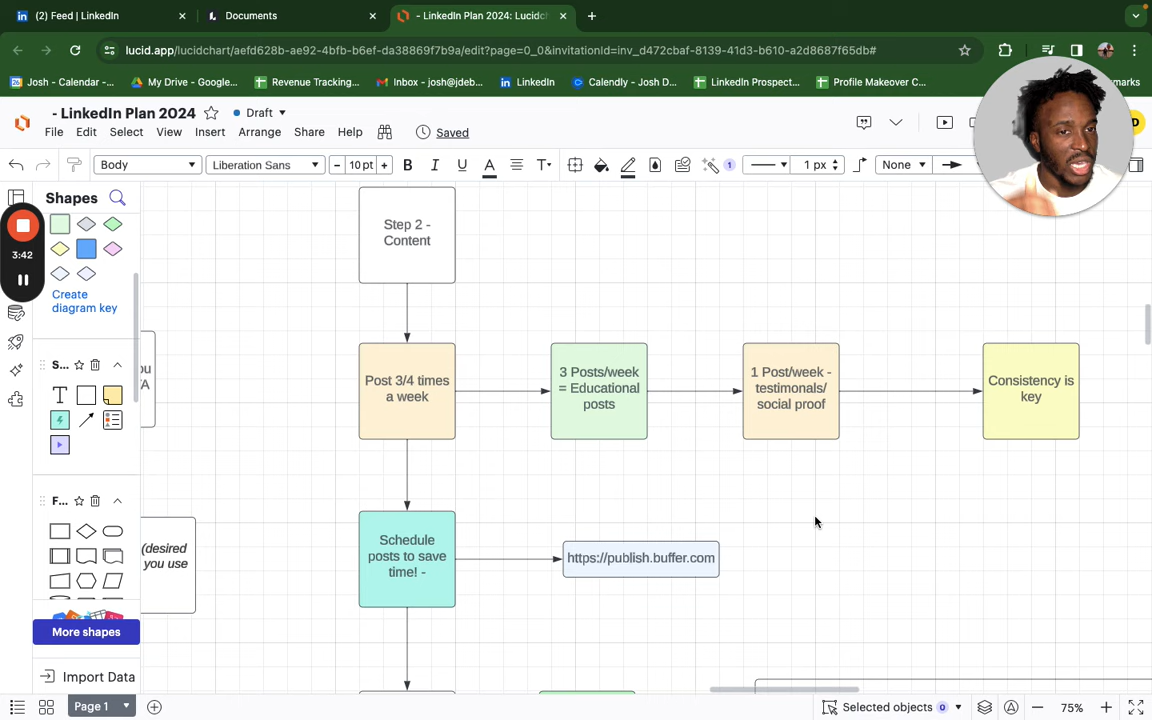 (2) Feed | LinkedIn
Documents
- LinkedIn Plan 2024: Lucidch
lucid.app/lucidchart/aefd628b-ae92-4bfb-b6ef-da38869f7b9a/edit?page=0_0&invitationId=inv_d472cbaf-8139-41d3-b610-a2d8687f65db#
Josh - Calendar -...
My Drive - Google...
Revenue Tracking...
Inbox - josh@jdeb...
LinkedIn
Calendly - Josh D...
LinkedIn Prospect...
Profile Makeover C...
- LinkedIn Plan 2024
Draft
File Edit Select View Insert Arrange Share Help
Saved
Body
Liberation Sans
- 10 pt +
B I U A T
1
1 px
None
Shapes
3:42
Create
diagram key
S...
T
F...
More shapes
Import Data
Step 2 -
Content
Post 3/4 times
a week
3 Posts/week
= Educational
posts
1 Post/week -
testimonals/
social proof
Consistency is
key
Schedule
posts to save
time! -
https://publish.buffer.com
(desired
you use
Page 1
Selected objects 0
75%